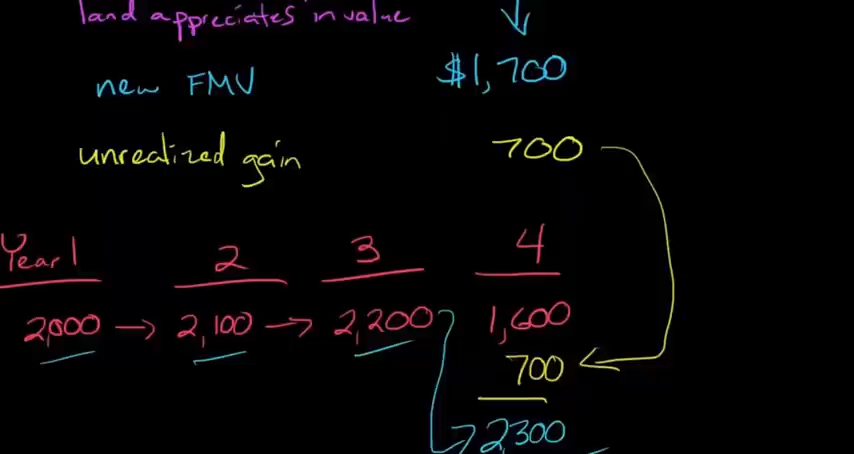 land appreciates in value
new FMV $1,700
unrealized gain 700
Year 1 2 3 4
2,000 → 2,100 → 2,200 1,600
700
2,300